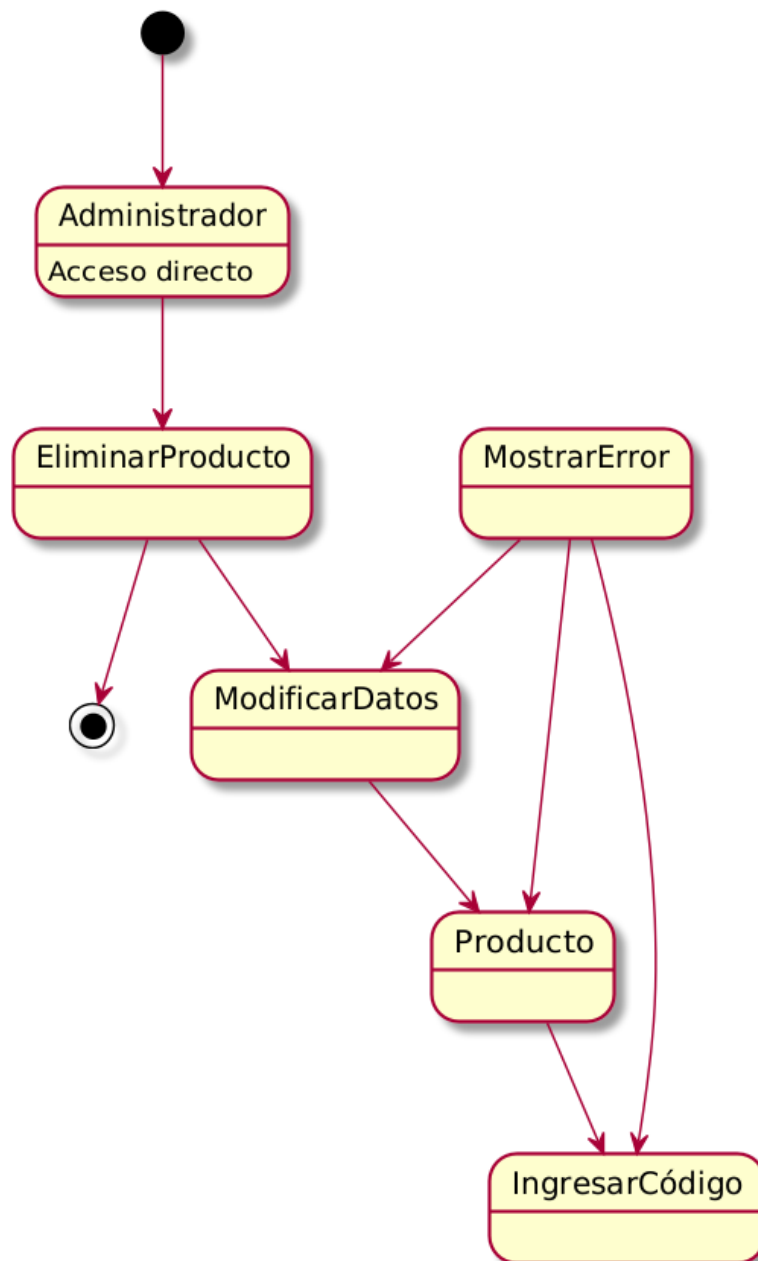 Administrador
Acceso directo
EliminarProducto
MostrarError
ModificarDatos
Producto
IngresarCódigo